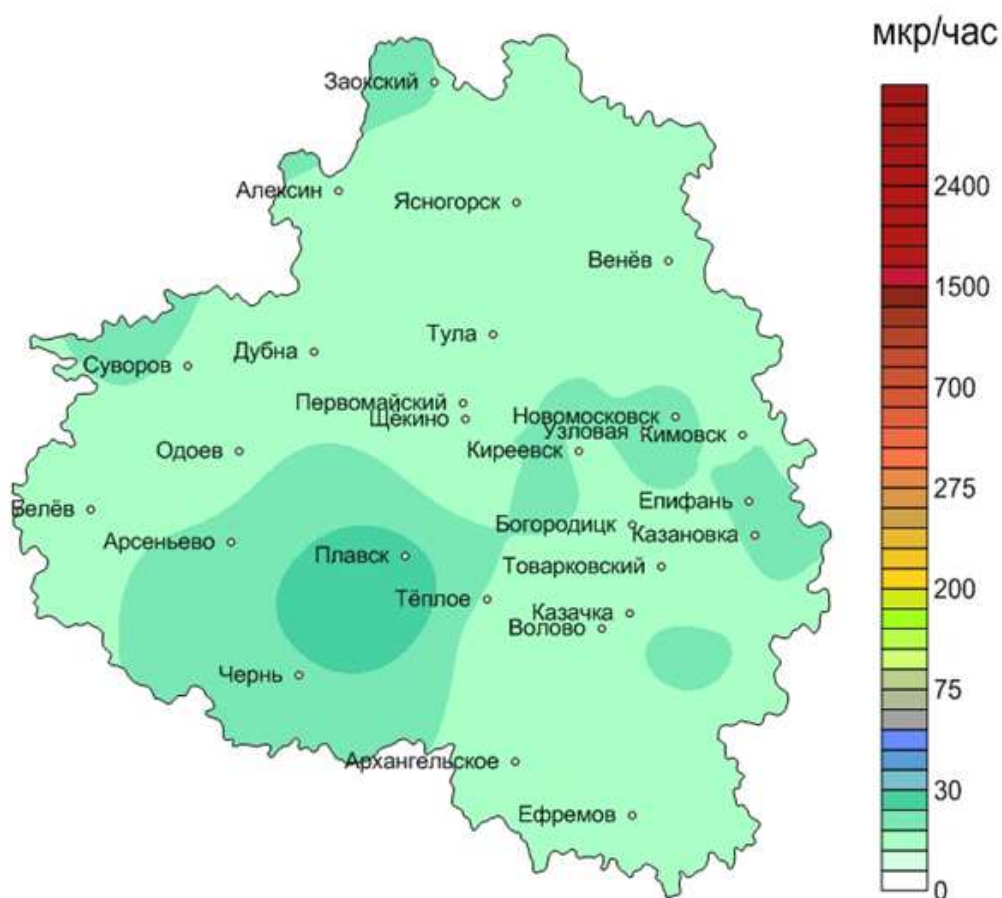 мкр/час
Заокский
Алексин
Ясногорск
2400
Венёв
1500
Тула
Дубна
Суворов
700
Первомайский
Новомосковск
Щёкино
Узловая
Кимовск
Одоев
Киреевск
275
Епифань
Белёв
Богородицк
Арсеньево
Казановка
Плавск
Товарковский
200
Тёплое
Казачка
Волово
Чернь
75
Архангельское
30
Ефремов
0